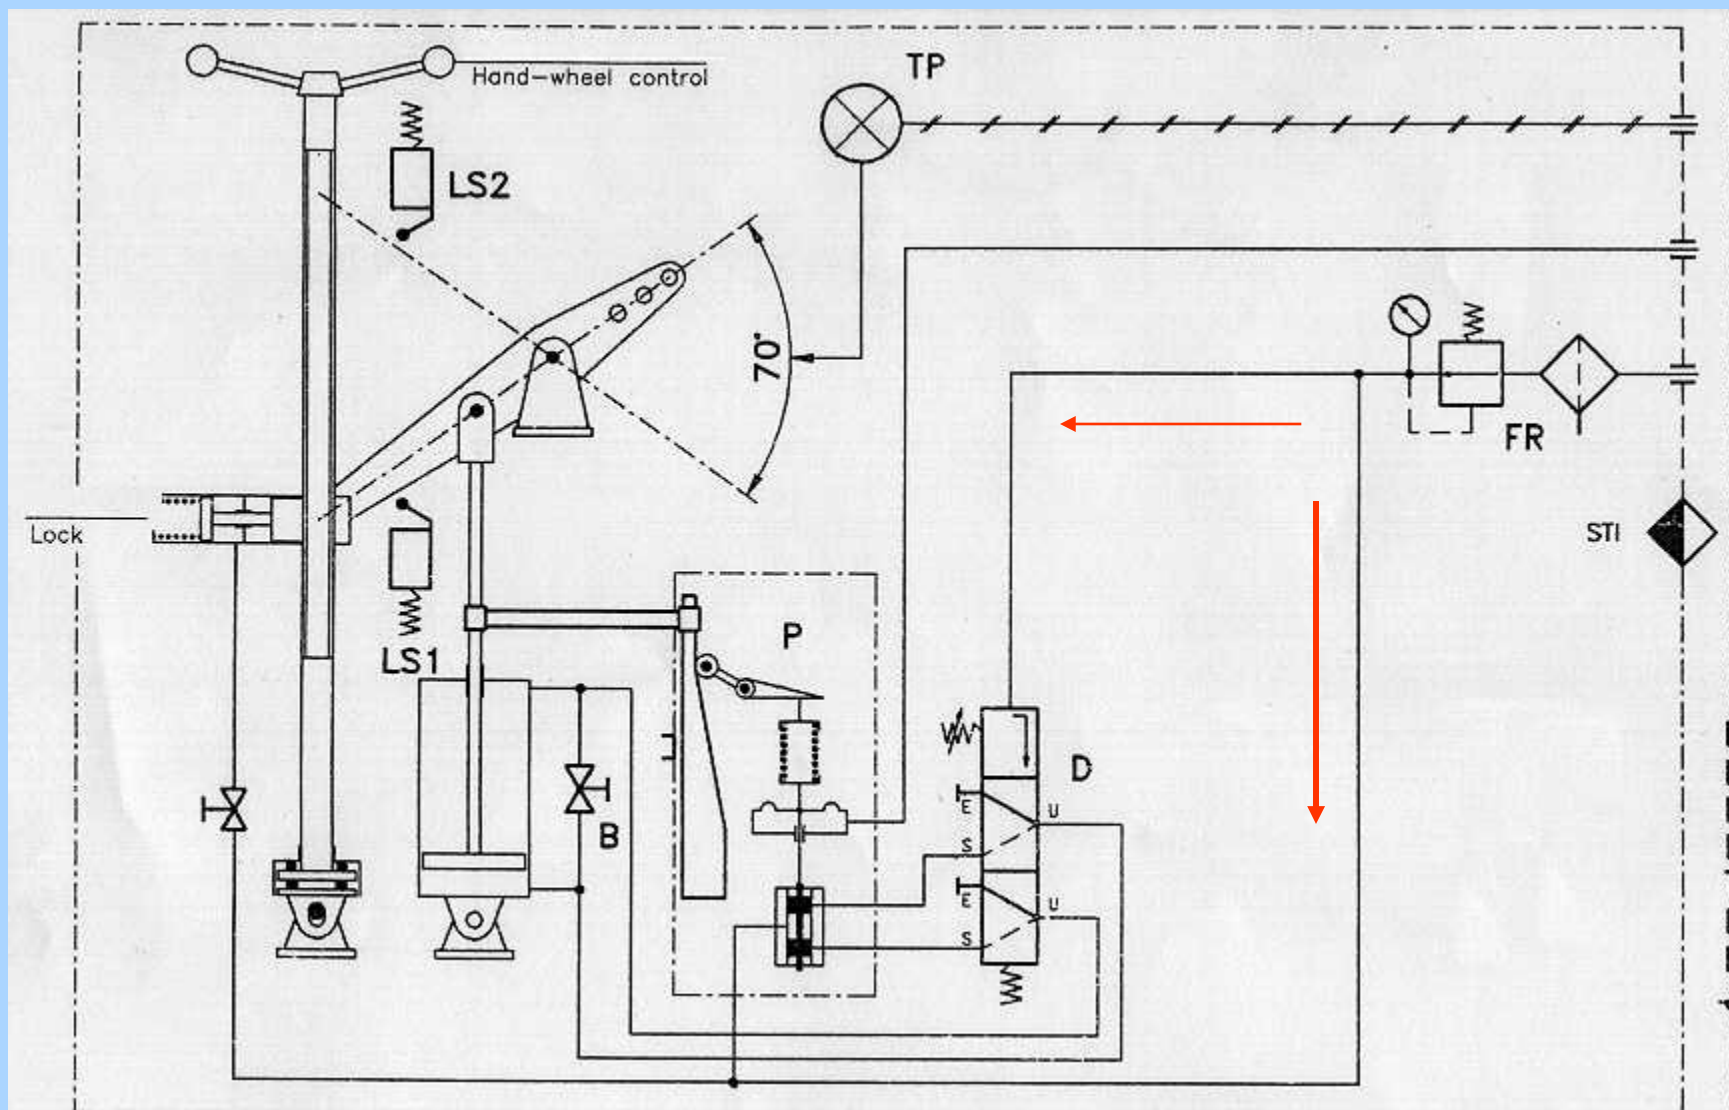 TP
Hand-wheel control
LS2
70°
FR
Lock
STI
P
LS1
D
E
U
B
S
E
U
S